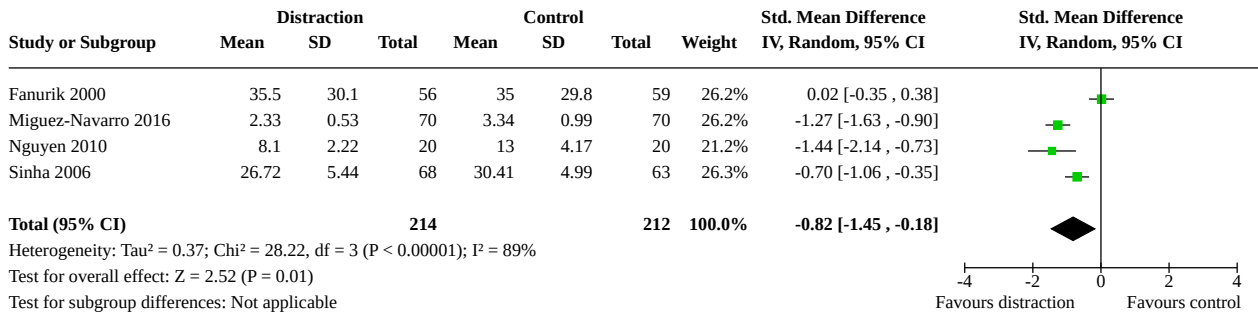 Distraction Control Std. Mean Difference Std. Mean Difference
Study or Subgroup Mean SD Total Mean SD Total Weight IV, Random, 95% CI IV, Random, 95% CI
Fanurik 2000 35.5 30.1 56 35 29.8 59 26.2% 0.02 [-0.35 , 0.38]
Miguez-Navarro 2016 2.33 0.53 70 3.34 0.99 70 26.2% -1.27 [-1.63 , -0.90]
Nguyen 2010 8.1 2.22 20 13 4.17 20 21.2% -1.44 [-2.14 , -0.73]
Sinha 2006 26.72 5.44 68 30.41 4.99 63 26.3% -0.70 [-1.06 , -0.35]
Total (95% CI) 214 212 100.0% -0.82 [-1.45 , -0.18]
Heterogeneity: Tau² = 0.37; Chi² = 28.22, df = 3 (P < 0.00001); I² = 89%
Test for overall effect: Z = 2.52 (P = 0.01)
Test for subgroup differences: Not applicable
-4 -2 0 2 4
Favours distraction Favours control